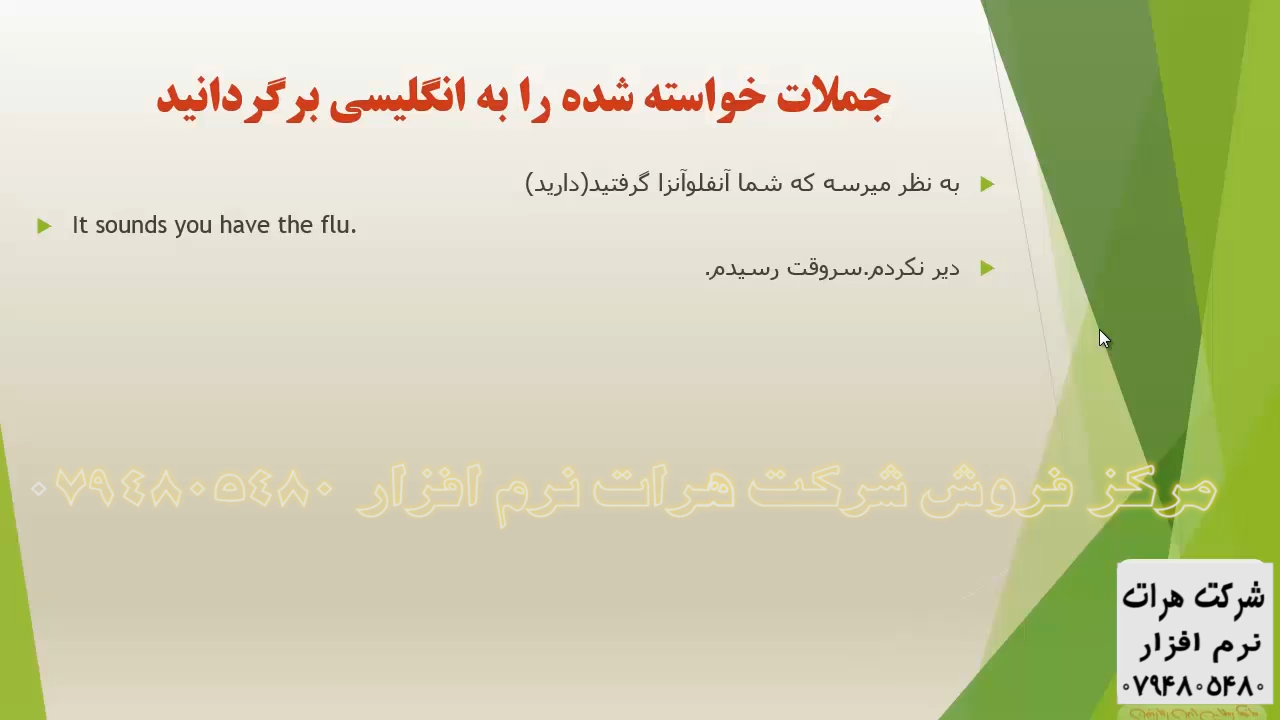 جملات خواسته شده را به انگلیسی برگردانید
به نظر میرسه که شما آنفلوآنزا گرفتید(دارید)
It sounds you have the flu.
دیر نکردم.سروقت رسیدم.
مرکز فروش شرکت هرات نرم افزار ۰۷۹۴۸۰۵۴۸۰
شرکت هرات
نرم افزار
۰۷۹۴۸۰۵۴۸۰